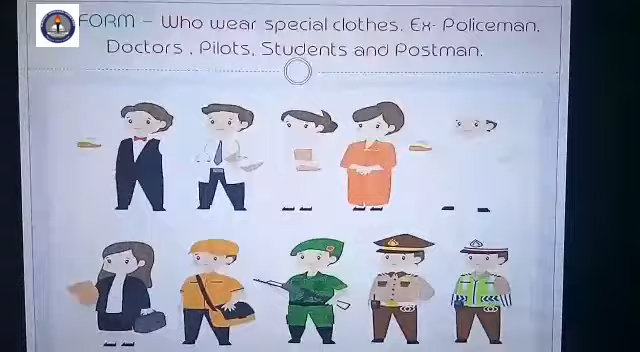 FORM – Who wear special clothes. Ex- Policeman,
Doctors , Pilots, Students and Postman.